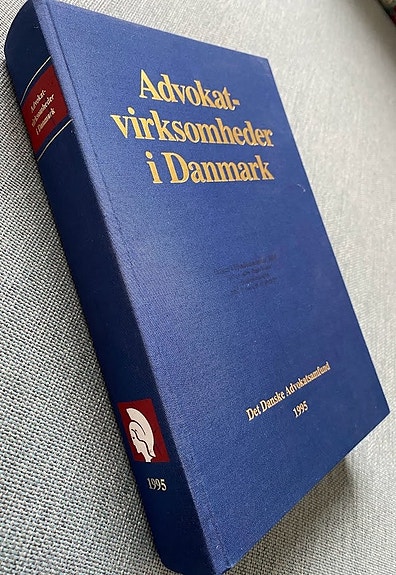 Advokat-
virksomheder
i Danmark
Det Danske Advokatsamfund
1995
Advokat-
virksomheder
i Danmark
1995